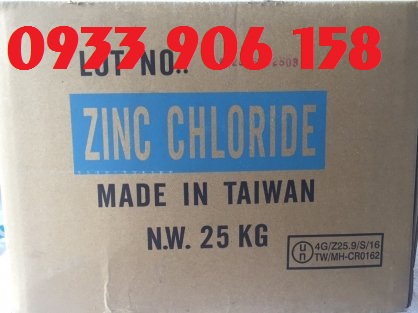 0933 906 158
LOT NO.:
ZINC CHLORIDE
MADE IN TAIWAN
N.W. 25 KG
un
4G/Z25.9/S/16
TW/MH-CR0162